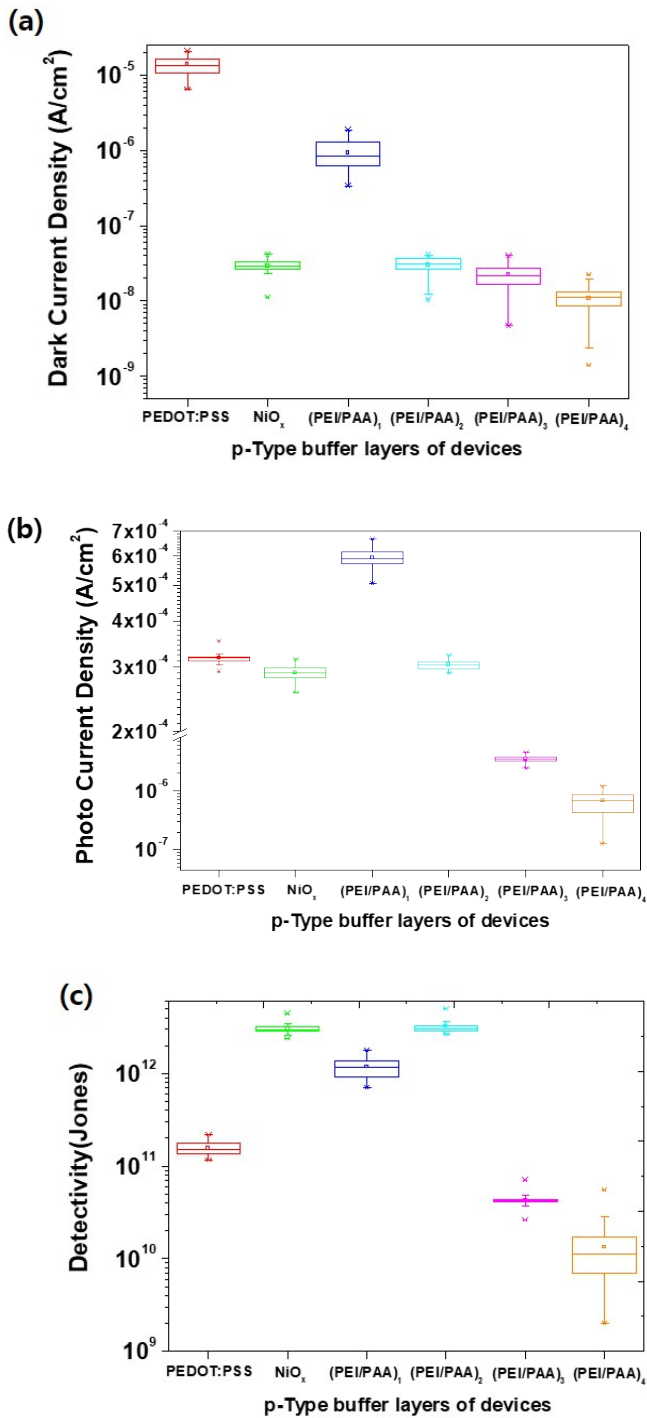 (a)
Dark Current Density (A/cm²)
10⁻⁵
10⁻⁶
10⁻⁷
10⁻⁸
10⁻⁹
PEDOT:PSS NiOₓ (PEI/PAA)₁ (PEI/PAA)₂ (PEI/PAA)₃ (PEI/PAA)₄
p-Type buffer layers of devices
(b)
Photo Current Density (A/cm²)
7x10⁻⁴
6x10⁻⁴
5x10⁻⁴
4x10⁻⁴
3x10⁻⁴
2x10⁻⁴
10⁻⁶
10⁻⁷
PEDOT:PSS NiOₓ (PEI/PAA)₁ (PEI/PAA)₂ (PEI/PAA)₃ (PEI/PAA)₄
p-Type buffer layers of devices
(c)
Detectivity(Jones)
10¹²
10¹¹
10¹⁰
10⁹
PEDOT:PSS NiOₓ (PEI/PAA)₁ (PEI/PAA)₂ (PEI/PAA)₃ (PEI/PAA)₄
p-Type buffer layers of devices